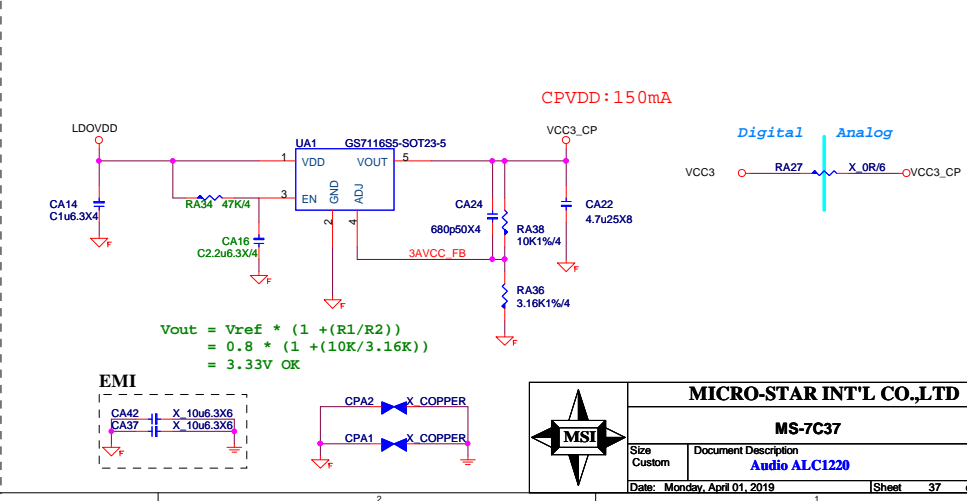 CPVDD:150mA
LDOVDD
UA1 GS7116S5-SOT23-5
VCC3_CP
Digital Analog
1 VDD VOUT 5
VCC3 RA27 X_0R/6 VCC3_CP
3 EN GND ADJ
2 4
CA14
C1u6.3X4
RA34 47K/4
CA24
680p50X4
CA22
4.7u25X8
RA38
10K1%/4
CA16
C2.2u6.3X/4
3AVCC_FB
F
F
F
F
F
RA36
3.16K1%/4
Vout = Vref * (1 +(R1/R2))
= 0.8 * (1 +(10K/3.16K))
= 3.33V OK
EMI
CA42 X_10u6.3X6
CA37 X_10u6.3X6
F
CPA2 X_COPPER
CPA1 X_COPPER
F
MSI
MICRO-STAR INT'L CO.,LTD
MS-7C37
Size
Custom
Document Description
Audio ALC1220
Date: Monday, April 01, 2019 Sheet 37
2 1